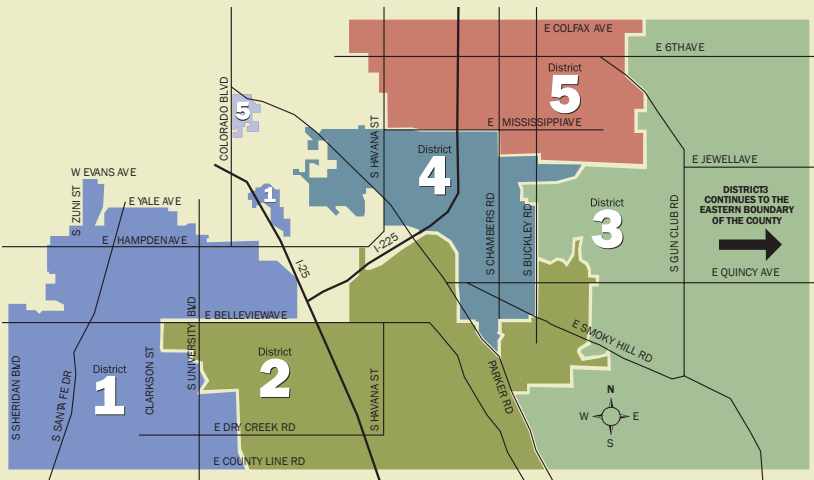 E COLFAX AVE
E 6THAVE
District
5
COLORADO BLVD
5
S HAVANA ST
E MISSISSIPPIAVE
District
4
E JEWELLAVE
W EVANS AVE
S ZUNI ST
E YALE AVE
1
DISTRICT3
CONTINUES TO THE
EASTERN BOUNDARY
OF THE COUNTY
District
3
S CHAMBERS RD
S BUCKLEY RD
S GUN CLUB RD
E HAMPDENAVE
I-225
I-25
E QUINCY AVE
S UNIVERSITY BLVD
E BELLEVIEWAVE
E SMOKY HILL RD
S SHERIDAN BLVD
S SANTA FE DR
District
1
CLARKSON ST
District
2
S HAVANA ST
PARKER RD
N
W
E
S
E DRY CREEK RD
E COUNTY LINE RD